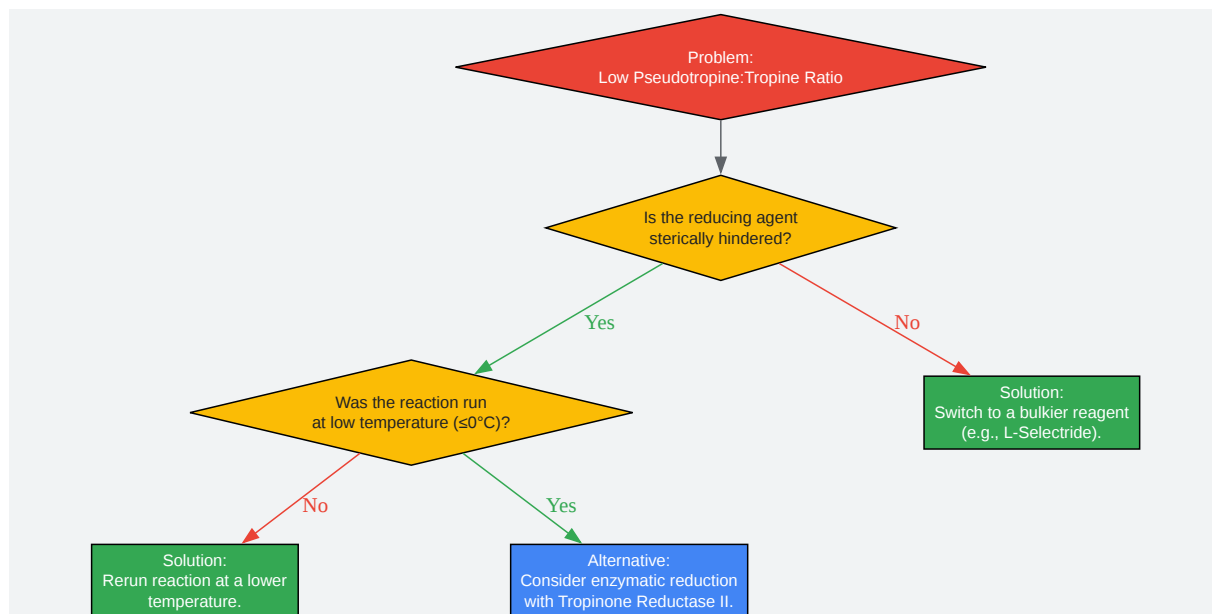 Problem:
Low Pseudotropine:Tropine Ratio
Is the reducing agent
sterically hindered?
Yes
No
Was the reaction run
at low temperature (≤0°C)?
Solution:
Switch to a bulkier reagent
(e.g., L-Selectride).
No
Yes
Solution:
Rerun reaction at a lower
temperature.
Alternative:
Consider enzymatic reduction
with Tropinone Reductase II.